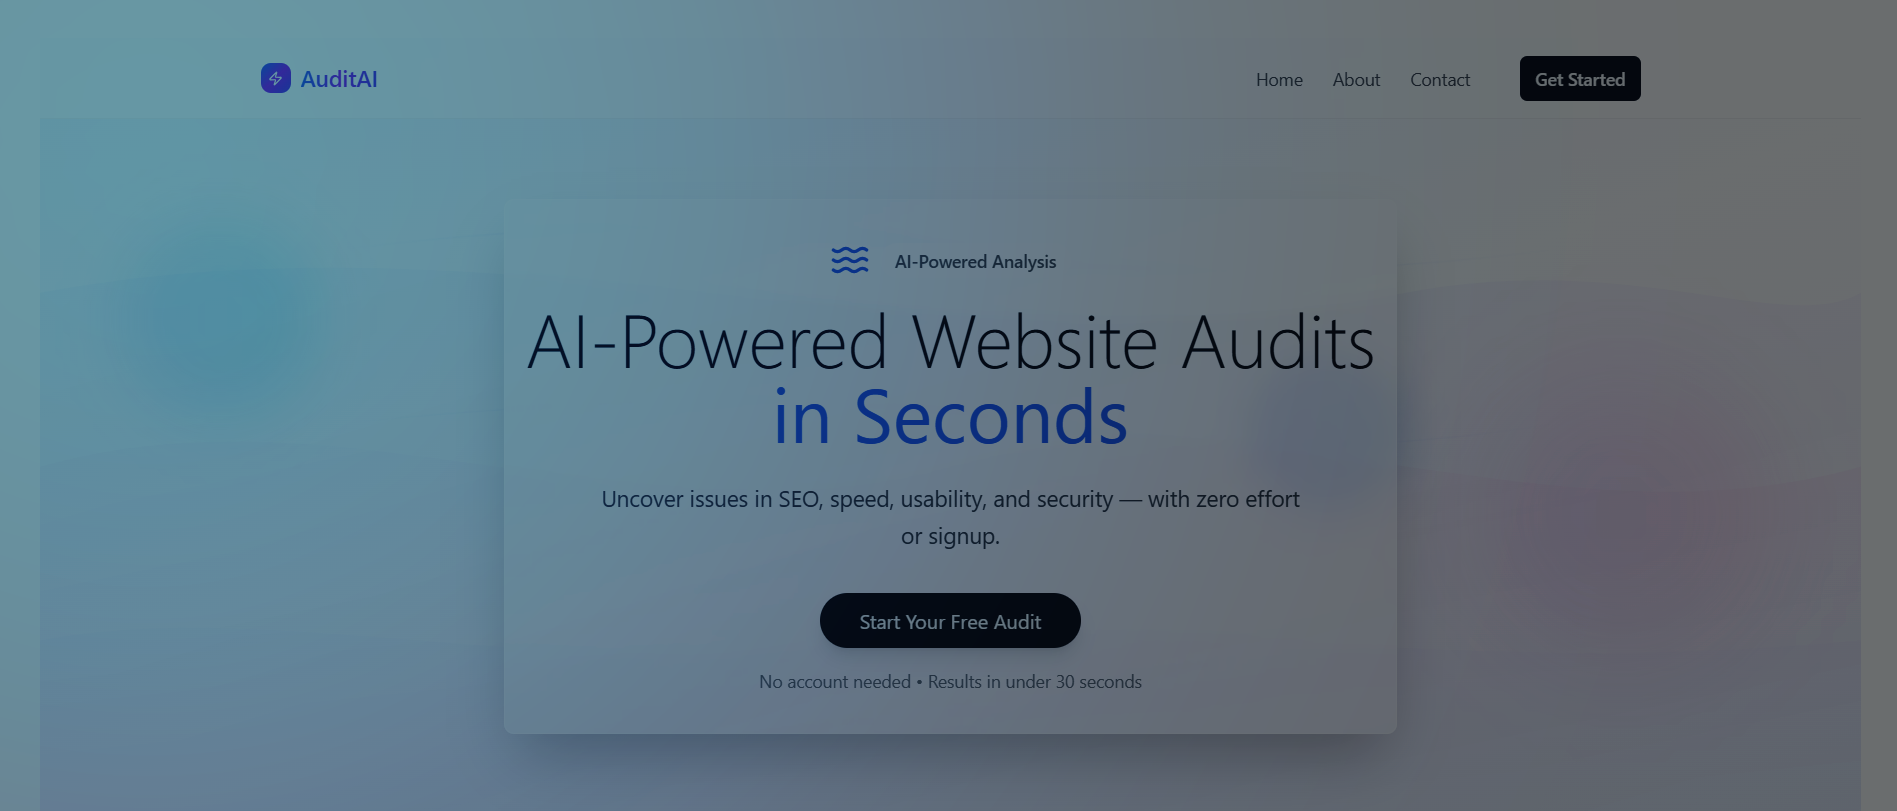 AuditAI
Home About Contact Get Started
AI-Powered Analysis
AI-Powered Website Audits
in Seconds
Uncover issues in SEO, speed, usability, and security — with zero effort
or signup.
Start Your Free Audit
No account needed • Results in under 30 seconds